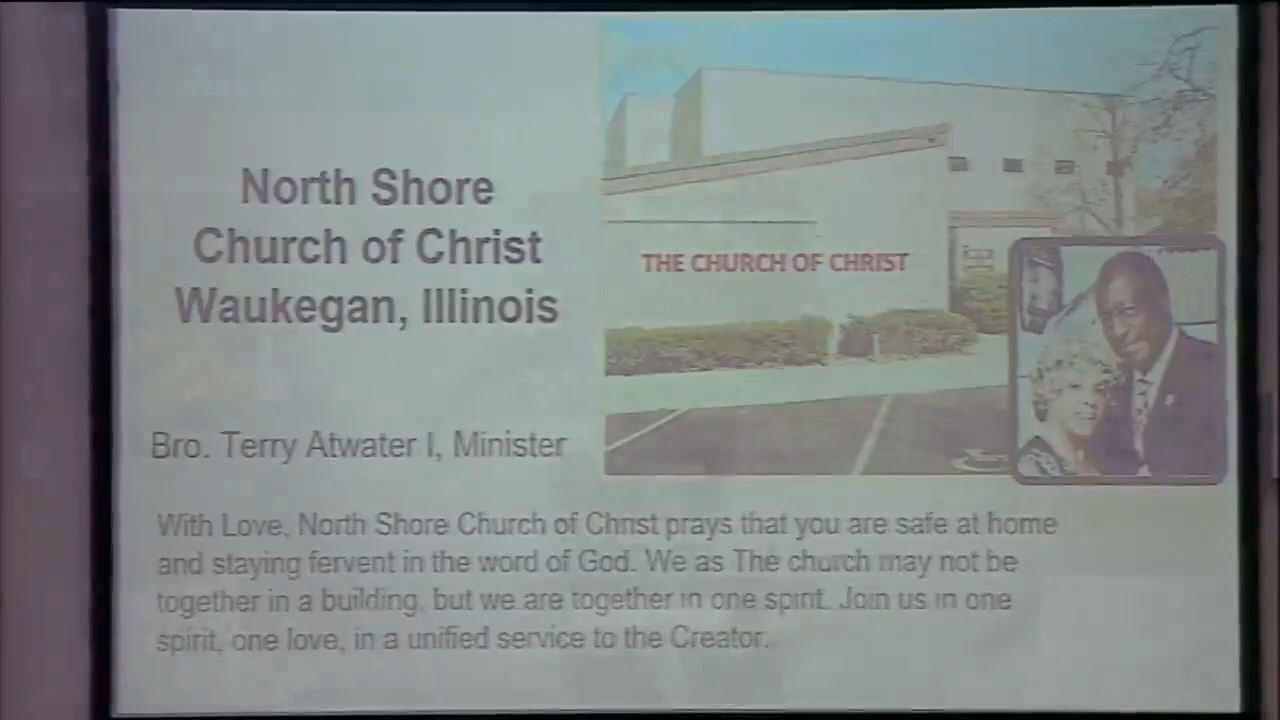 North Shore
Church of Christ
Waukegan, Illinois
THE CHURCH OF CHRIST
Bro. Terry Atwater I, Minister
With Love, North Shore Church of Christ prays that you are safe at home
and staying fervent in the word of God. We as The church may not be
together in a building, but we are together in one spirit. Join us in one
spirit, one love, in a unified service to the Creator.